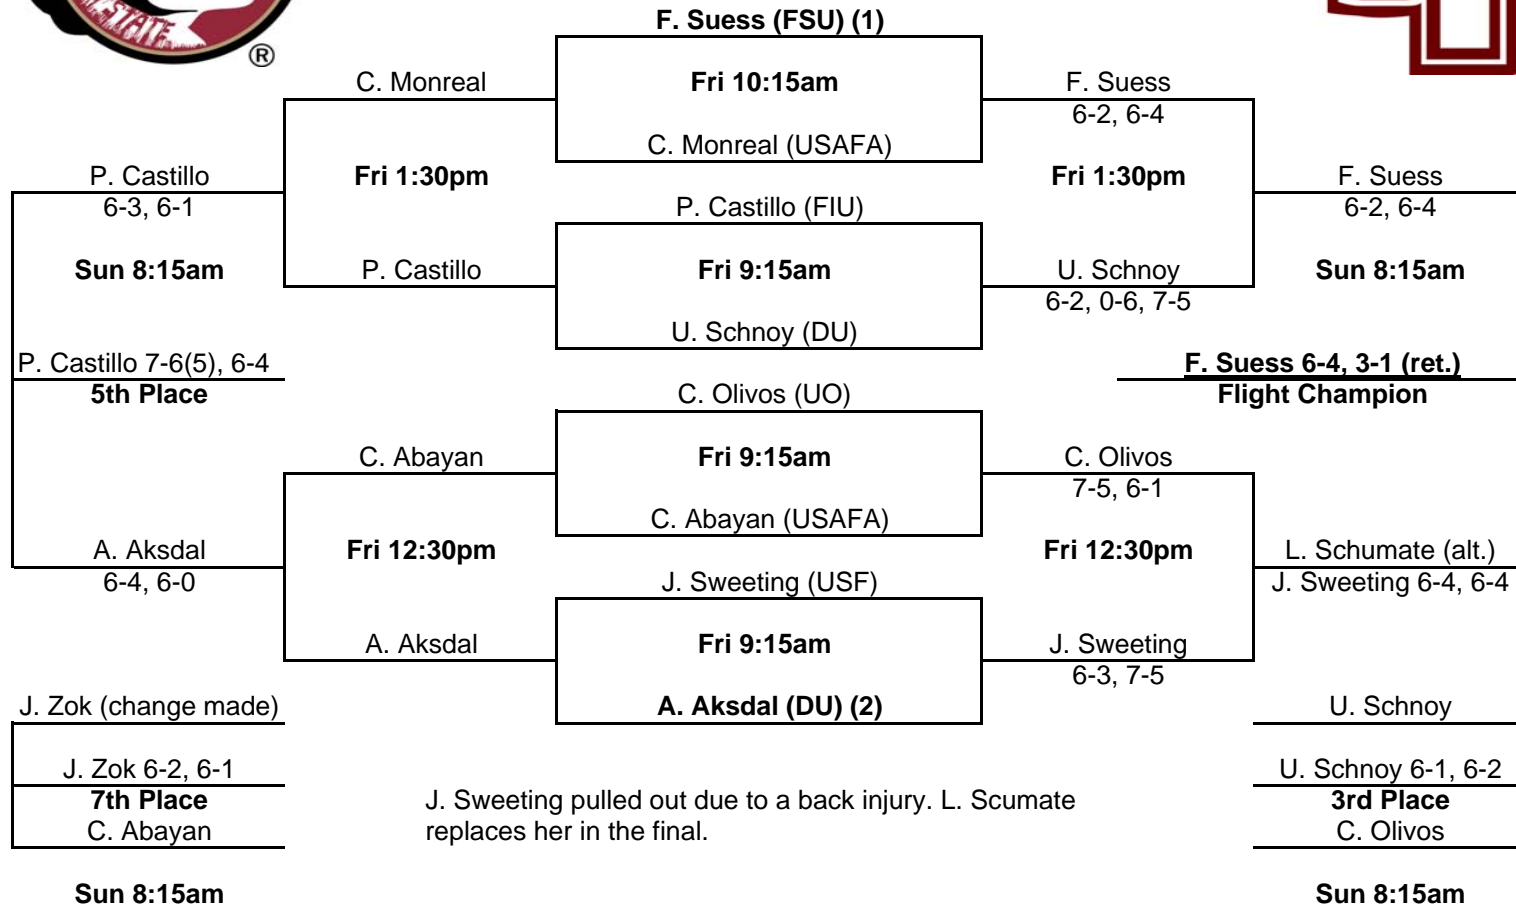 F. Suess (FSU) (1)
STATE
®
C. Monreal
Fri 10:15am
F. Suess
6-2, 6-4
C. Monreal (USAFA)
P. Castillo
Fri 1:30pm
Fri 1:30pm
F. Suess
6-3, 6-1
P. Castillo (FIU)
6-2, 6-4
Sun 8:15am
P. Castillo
Fri 9:15am
U. Schnoy
Sun 8:15am
6-2, 0-6, 7-5
U. Schnoy (DU)
P. Castillo 7-6(5), 6-4
F. Suess 6-4, 3-1 (ret.)
5th Place
C. Olivos (UO)
Flight Champion
C. Abayan
Fri 9:15am
C. Olivos
7-5, 6-1
C. Abayan (USAFA)
A. Aksdal
Fri 12:30pm
Fri 12:30pm
L. Schumate (alt.)
6-4, 6-0
J. Sweeting (USF)
J. Sweeting 6-4, 6-4
A. Aksdal
Fri 9:15am
J. Sweeting
6-3, 7-5
J. Zok (change made)
A. Aksdal (DU) (2)
U. Schnoy
J. Zok 6-2, 6-1
U. Schnoy 6-1, 6-2
7th Place
J. Sweeting pulled out due to a back injury. L. Scumate
3rd Place
C. Abayan
replaces her in the final.
C. Olivos
Sun 8:15am
Sun 8:15am